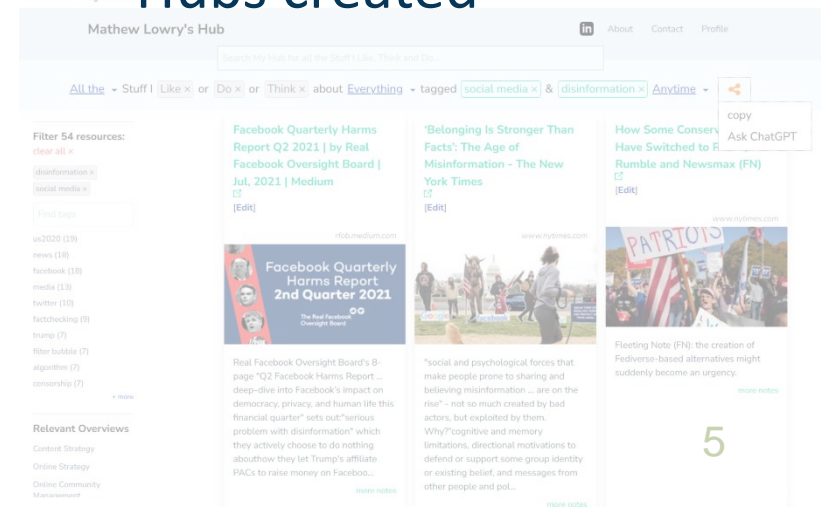 Hubs created
Mathew Lowry's Hub
in About Contact Profile
Search My Hub for all the Stuff I Like, Think and Do...
All the Stuff I Like × or Do × or Think × about Everything tagged social media × & disinformation × Anytime
copy
Ask ChatGPT
Filter 54 resources:
clear all ×
disinformation ×
social media ×
Find tags
us2020 (19)
news (18)
facebook (18)
media (13)
twitter (10)
factchecking (9)
trump (7)
filter bubble (7)
algorithm (7)
censorship (7)
+ more
Relevant Overviews
Content Strategy
Online Strategy
Online Community
Management
Facebook Quarterly Harms
Report Q2 2021 | by Real
Facebook Oversight Board |
Jul, 2021 | Medium
[Edit]
rfob.medium.com
Facebook Quarterly
Harms Report
2nd Quarter 2021
The Real Facebook
Oversight Board
Real Facebook Oversight Board's 8-
page "Q2 Facebook Harms Report ...
deep-dive into Facebook's impact on
democracy, privacy, and human life this
financial quarter" sets out:"serious
problem with disinformation" which
they actively choose to do nothing
abouthow they let Trump's affiliate
PACs to raise money on Faceboo...
more notes
'Belonging Is Stronger Than
Facts': The Age of
Misinformation - The New
York Times
[Edit]
www.nytimes.com
Google
facebook
"social and psychological forces that
make people prone to sharing and
believing misinformation ... are on the
rise" - not so much created by bad
actors, but exploited by them.
Why?"cognitive and memory
limitations, directional motivations to
defend or support some group identity
or existing belief, and messages from
other people and pol...
more notes
How Some Conserv
Have Switched to P
Rumble and Newsmax (FN)
[Edit]
www.nytimes.com
PATRIOTS
Fleeting Note (FN): the creation of
Fediverse-based alternatives might
suddenly become an urgency.
more notes
5